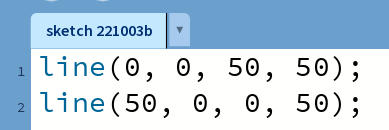 sketch 221003b
1 line(0, 0, 50, 50);
2 line(50, 0, 0, 50);